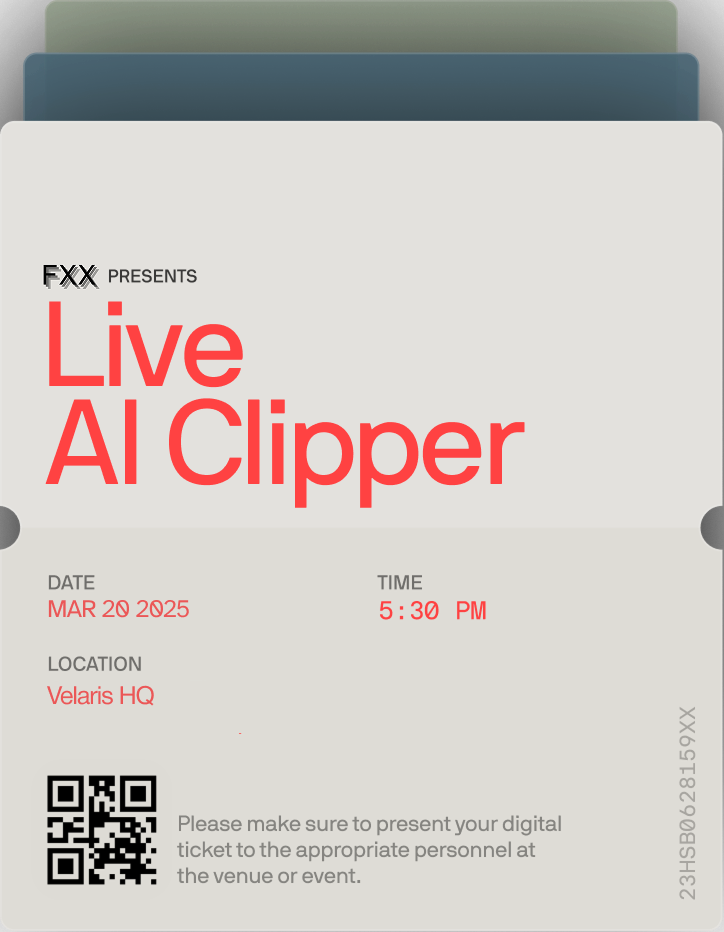 FXX PRESENTS
Live
AI Clipper
DATE
MAR 20 2025
TIME
5:30 PM
LOCATION
Velaris HQ
Please make sure to present your digital
ticket to the appropriate personnel at
the venue or event.
23HSB0628159XX